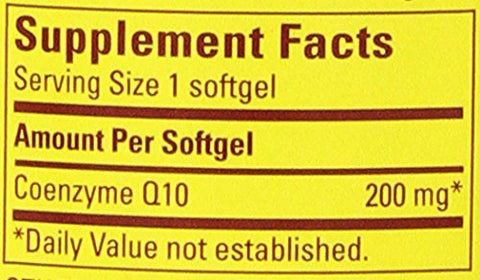 Supplement Facts
Serving Size 1 softgel
Amount Per Softgel
Coenzyme Q10 200 mg*
*Daily Value not established.